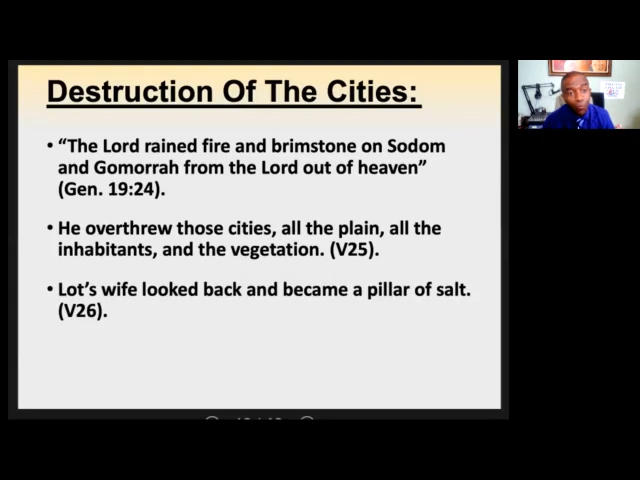 Destruction Of The Cities:
• “The Lord rained fire and brimstone on Sodom
and Gomorrah from the Lord out of heaven”
(Gen. 19:24).
• He overthrew those cities, all the plain, all the
inhabitants, and the vegetation. (V25).
• Lot’s wife looked back and became a pillar of salt.
(V26).